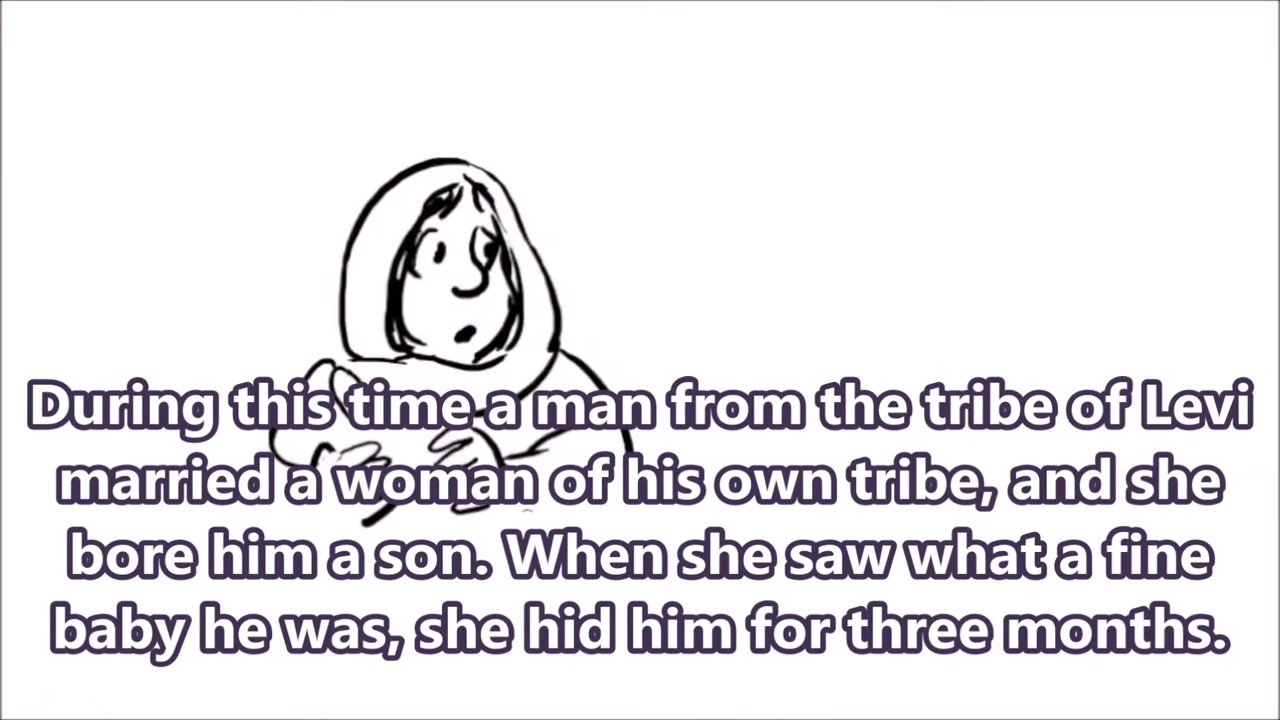 During this time a man from the tribe of Levi
married a woman of his own tribe, and she
bore him a son. When she saw what a fine
baby he was, she hid him for three months.